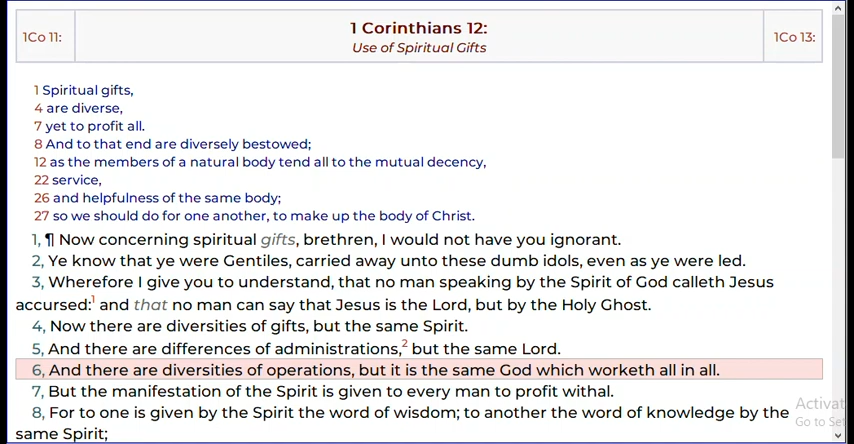 1Co 11:
1 Corinthians 12:
Use of Spiritual Gifts
1Co 13:
1 Spiritual gifts,
4 are diverse,
7 yet to profit all.
8 And to that end are diversely bestowed;
12 as the members of a natural body tend all to the mutual decency,
22 service,
26 and helpfulness of the same body;
27 so we should do for one another, to make up the body of Christ.
1, ¶ Now concerning spiritual gifts, brethren, I would not have you ignorant.
2, Ye know that ye were Gentiles, carried away unto these dumb idols, even as ye were led.
3, Wherefore I give you to understand, that no man speaking by the Spirit of God calleth Jesus
accursed:1 and that no man can say that Jesus is the Lord, but by the Holy Ghost.
4, Now there are diversities of gifts, but the same Spirit.
5, And there are differences of administrations,2 but the same Lord.
6, And there are diversities of operations, but it is the same God which worketh all in all.
7, But the manifestation of the Spirit is given to every man to profit withal.
8, For to one is given by the Spirit the word of wisdom; to another the word of knowledge by the
same Spirit;
Activat
Go to Set